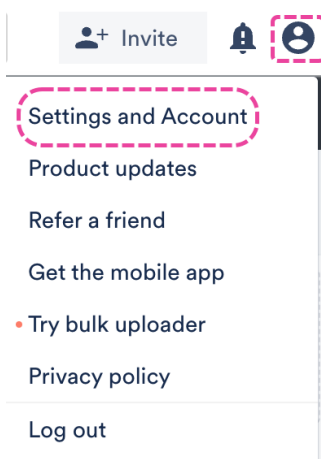 Invite
Settings and Account
Product updates
Refer a friend
Get the mobile app
Try bulk uploader
Privacy policy
Log out